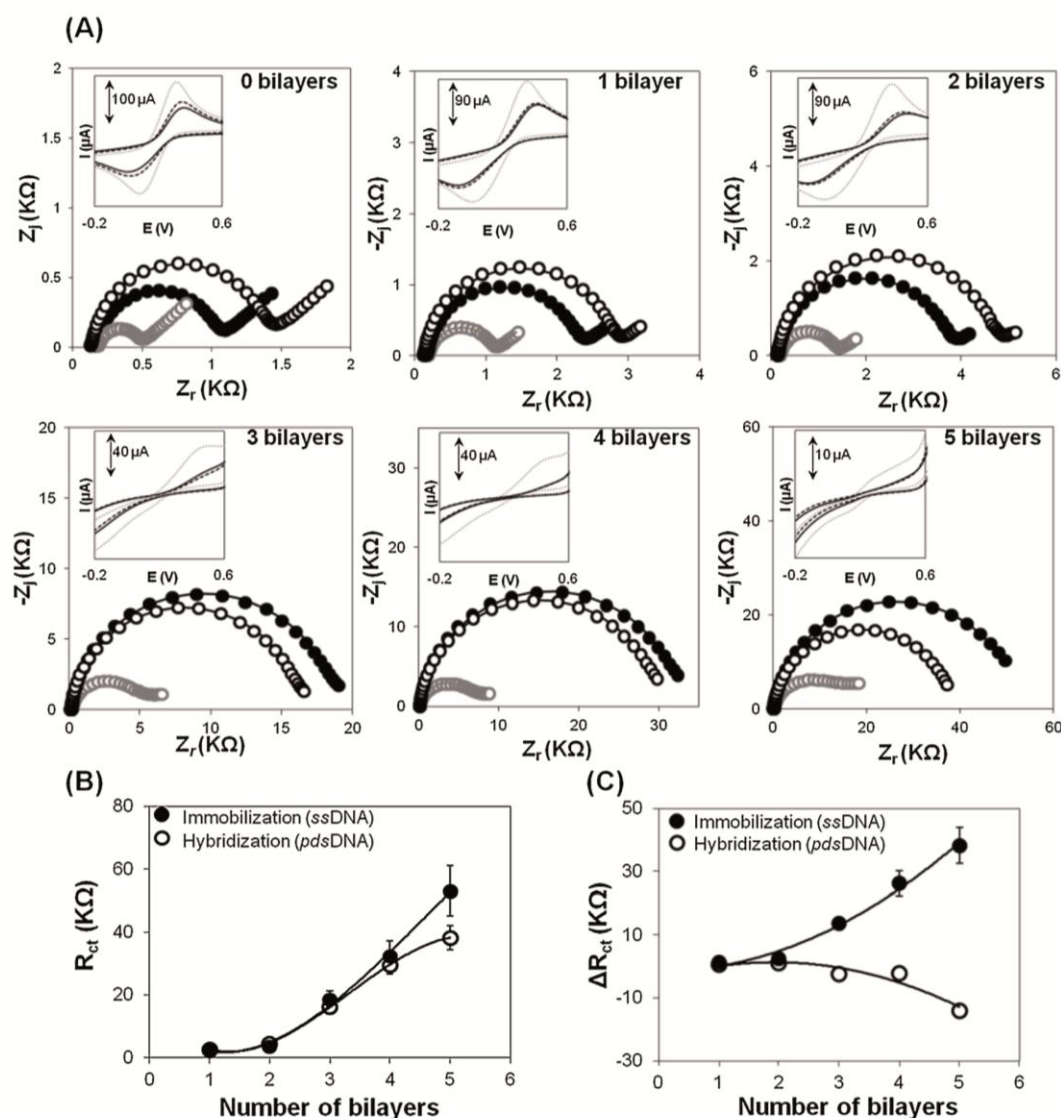 (A)
0 bilayers
2
1.5
1
0.5
0
100 µA
I (µA)
-0.2
0.6
E (V)
Zj (KΩ)
0
0.5
1
1.5
2
Zr (KΩ)
1 bilayer
4
3
2
1
0
90 µA
I (µA)
-0.2
0.6
E (V)
-Zj (KΩ)
0
1
2
3
4
Zr (KΩ)
2 bilayers
6
4
2
0
90 µA
I (µA)
-0.2
0.6
E (V)
-Zj (KΩ)
0
2
4
6
Zr (KΩ)
3 bilayers
20
15
10
5
0
40 µA
I (µA)
-0.2
0.6
E (V)
-Zj (KΩ)
0
5
10
15
20
Zr (KΩ)
4 bilayers
30
20
10
0
40 µA
I (µA)
-0.2
0.6
E (V)
-Zj (KΩ)
0
10
20
30
Zr (KΩ)
5 bilayers
60
40
20
0
10 µA
I (µA)
-0.2
0.6
E (V)
-Zj (KΩ)
0
20
40
60
Zr (KΩ)
(B)
80
60
40
20
0
Immobilization (ssDNA)
Hybridization (pdsDNA)
Rct (KΩ)
0
1
2
3
4
5
6
Number of bilayers
(C)
50
30
10
-10
-30
Immobilization (ssDNA)
Hybridization (pdsDNA)
ΔRct (KΩ)
0
1
2
3
4
5
6
Number of bilayers